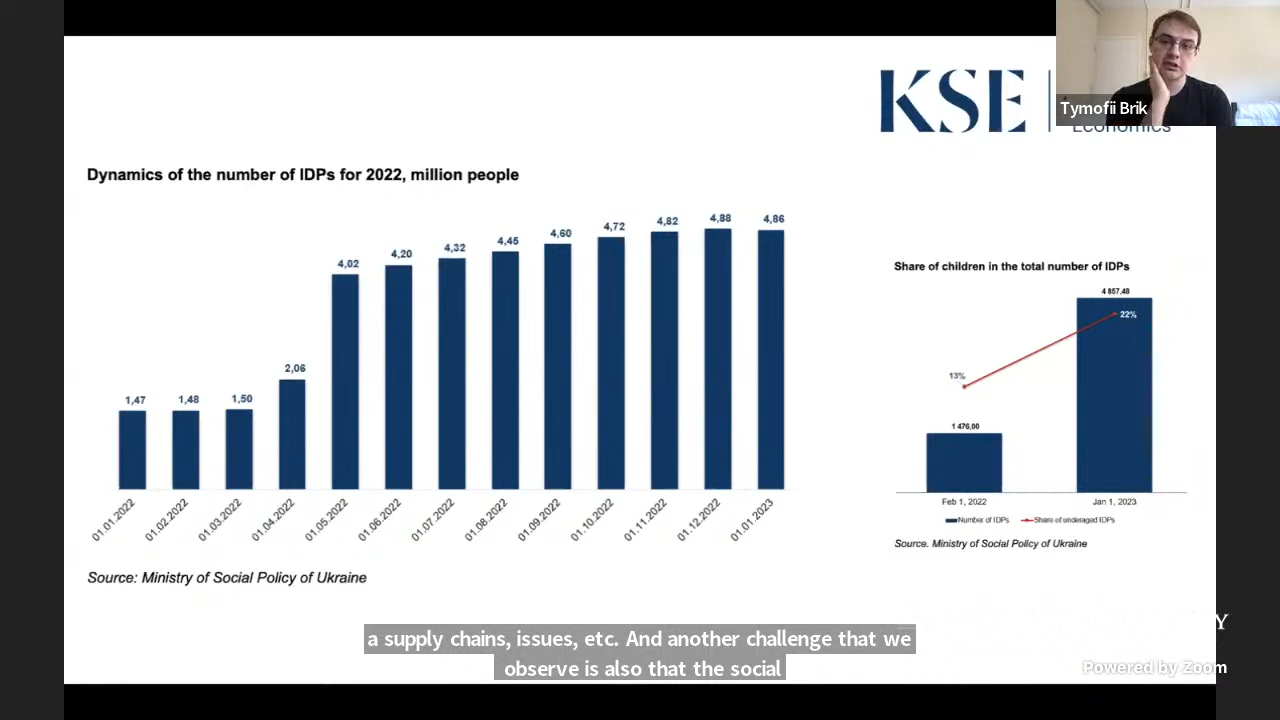 KSE
Tymofii Brik
Economics
Dynamics of the number of IDPs for 2022, million people
1,47
1,48
1,50
2,06
4,02
4,20
4,32
4,45
4,60
4,72
4,82
4,88
4,86
01.01.2022
01.02.2022
01.03.2022
01.04.2022
01.05.2022
01.06.2022
01.07.2022
01.08.2022
01.09.2022
01.10.2022
01.11.2022
01.12.2022
01.01.2023
Source: Ministry of Social Policy of Ukraine
Share of children in the total number of IDPs
4 857,48
22%
13%
1 476,00
Feb 1, 2022
Jan 1, 2023
Number of IDPs
Share of underaged IDPs
Source. Ministry of Social Policy of Ukraine
a supply chains, issues, etc. And another challenge that we
observe is also that the social
Y
Powered by Zoom